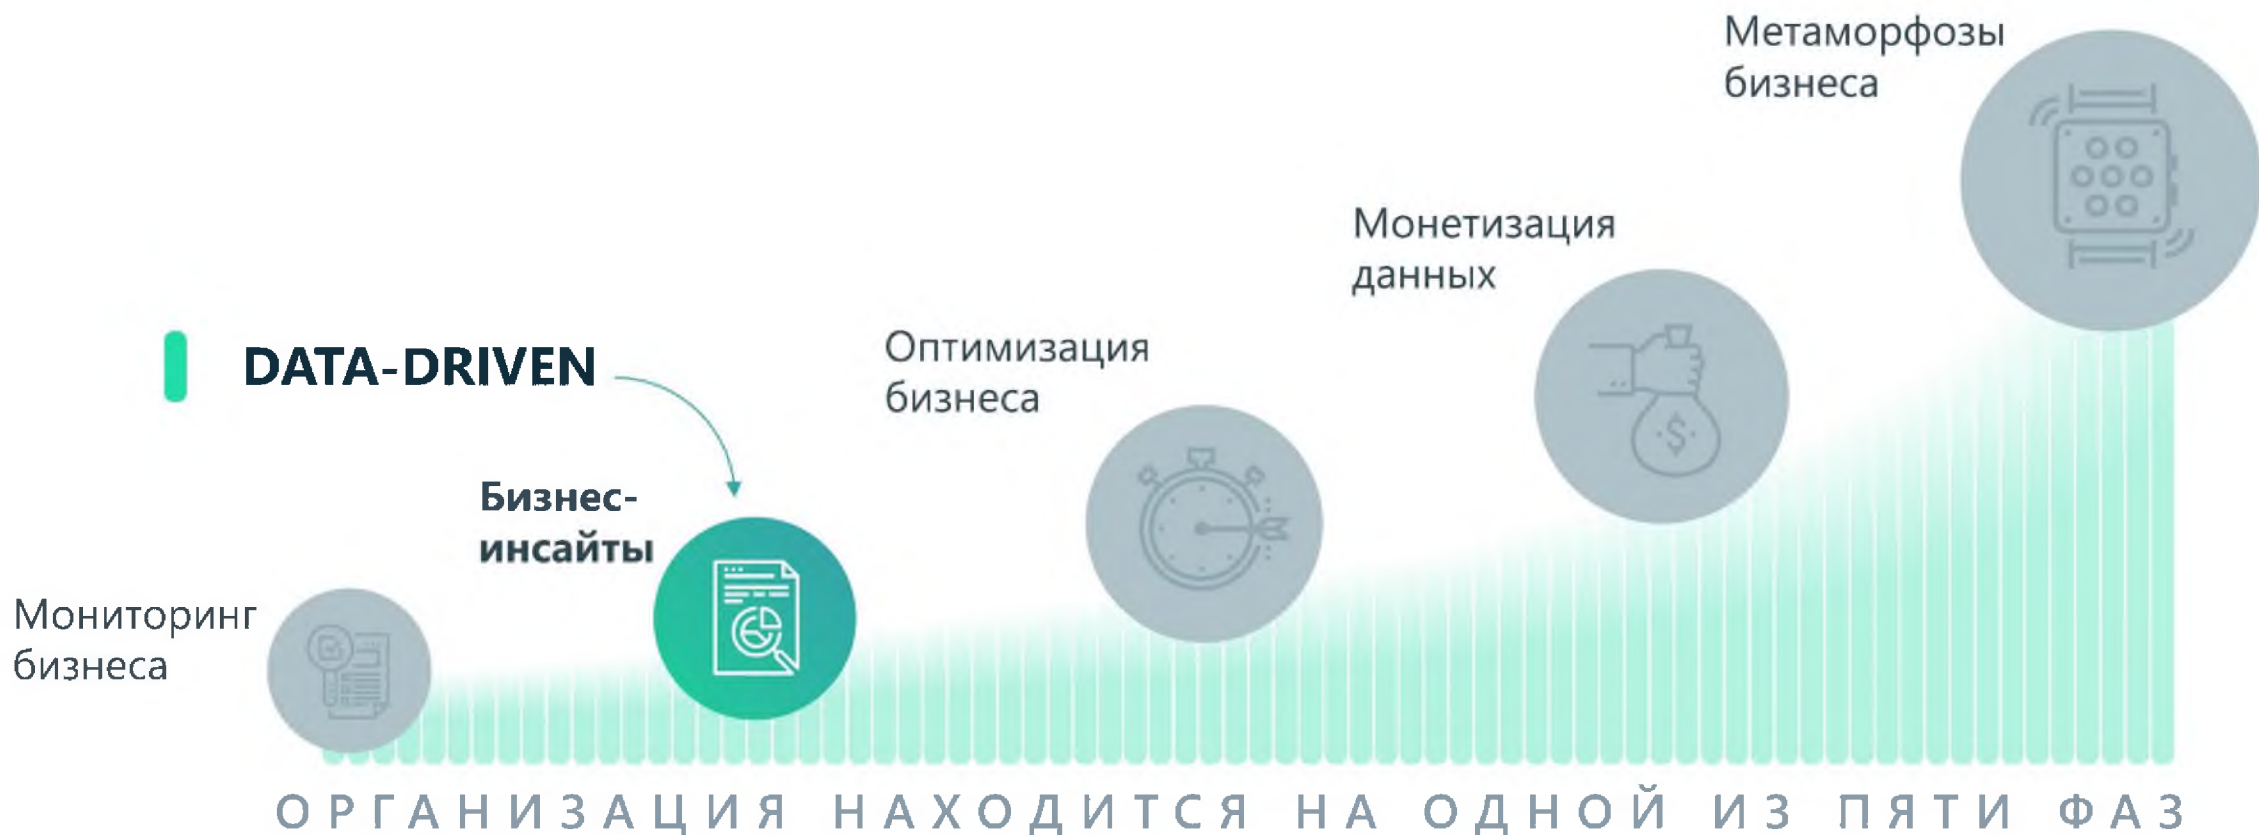 Метаморфозы
бизнеса
Монетизация
данных
Оптимизация
бизнеса
DATA-DRIVEN
Бизнес-
инсайты
Мониторинг
бизнеса
ОРГАНИЗАЦИЯ НАХОДИТСЯ НА ОДНОЙ ИЗ ПЯТИ ФАЗ